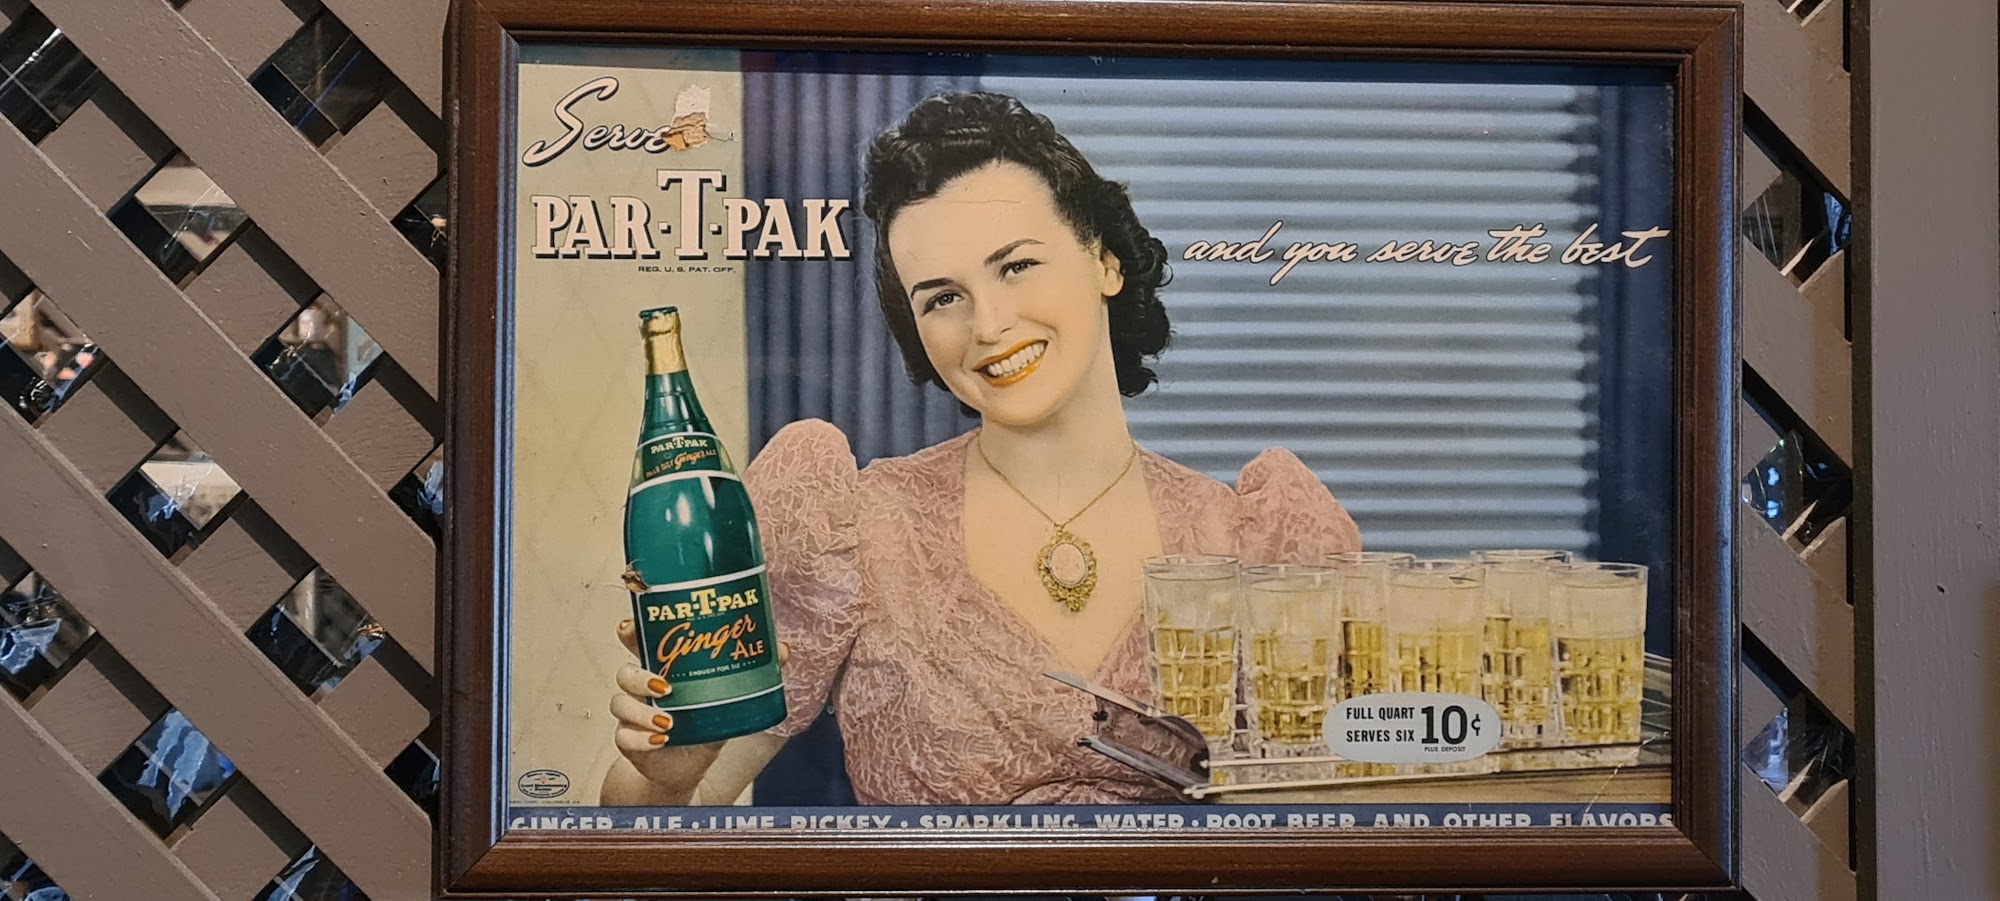 Serve
PAR-T-PAK
REG. U. S. PAT. OFF.
and you serve the best
PAR-T-PAK
Ginger ALE
PAR-T-PAK
Ginger
ALE
ENOUGH FOR SIX
FULL QUART
SERVES SIX
10¢
PLUS DEPOSIT
GINGER ALE • LIME RICKEY • SPARKLING WATER • ROOT BEER AND OTHER FLAVORS